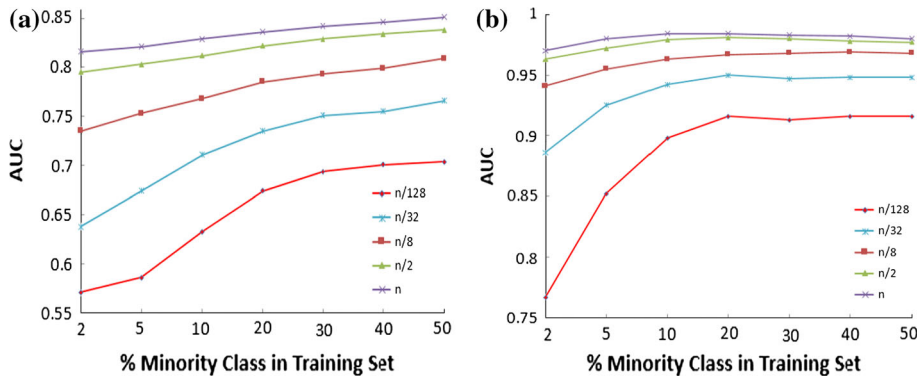 (a)
AUC
0.85
0.8
0.75
0.7
0.65
0.6
0.55
2 5 10 20 30 40 50
% Minority Class in Training Set
n/128
n/32
n/8
n/2
n
(b)
AUC
1
0.95
0.9
0.85
0.8
0.75
2 5 10 20 30 40 50
% Minority Class in Training Set
n/128
n/32
n/8
n/2
n